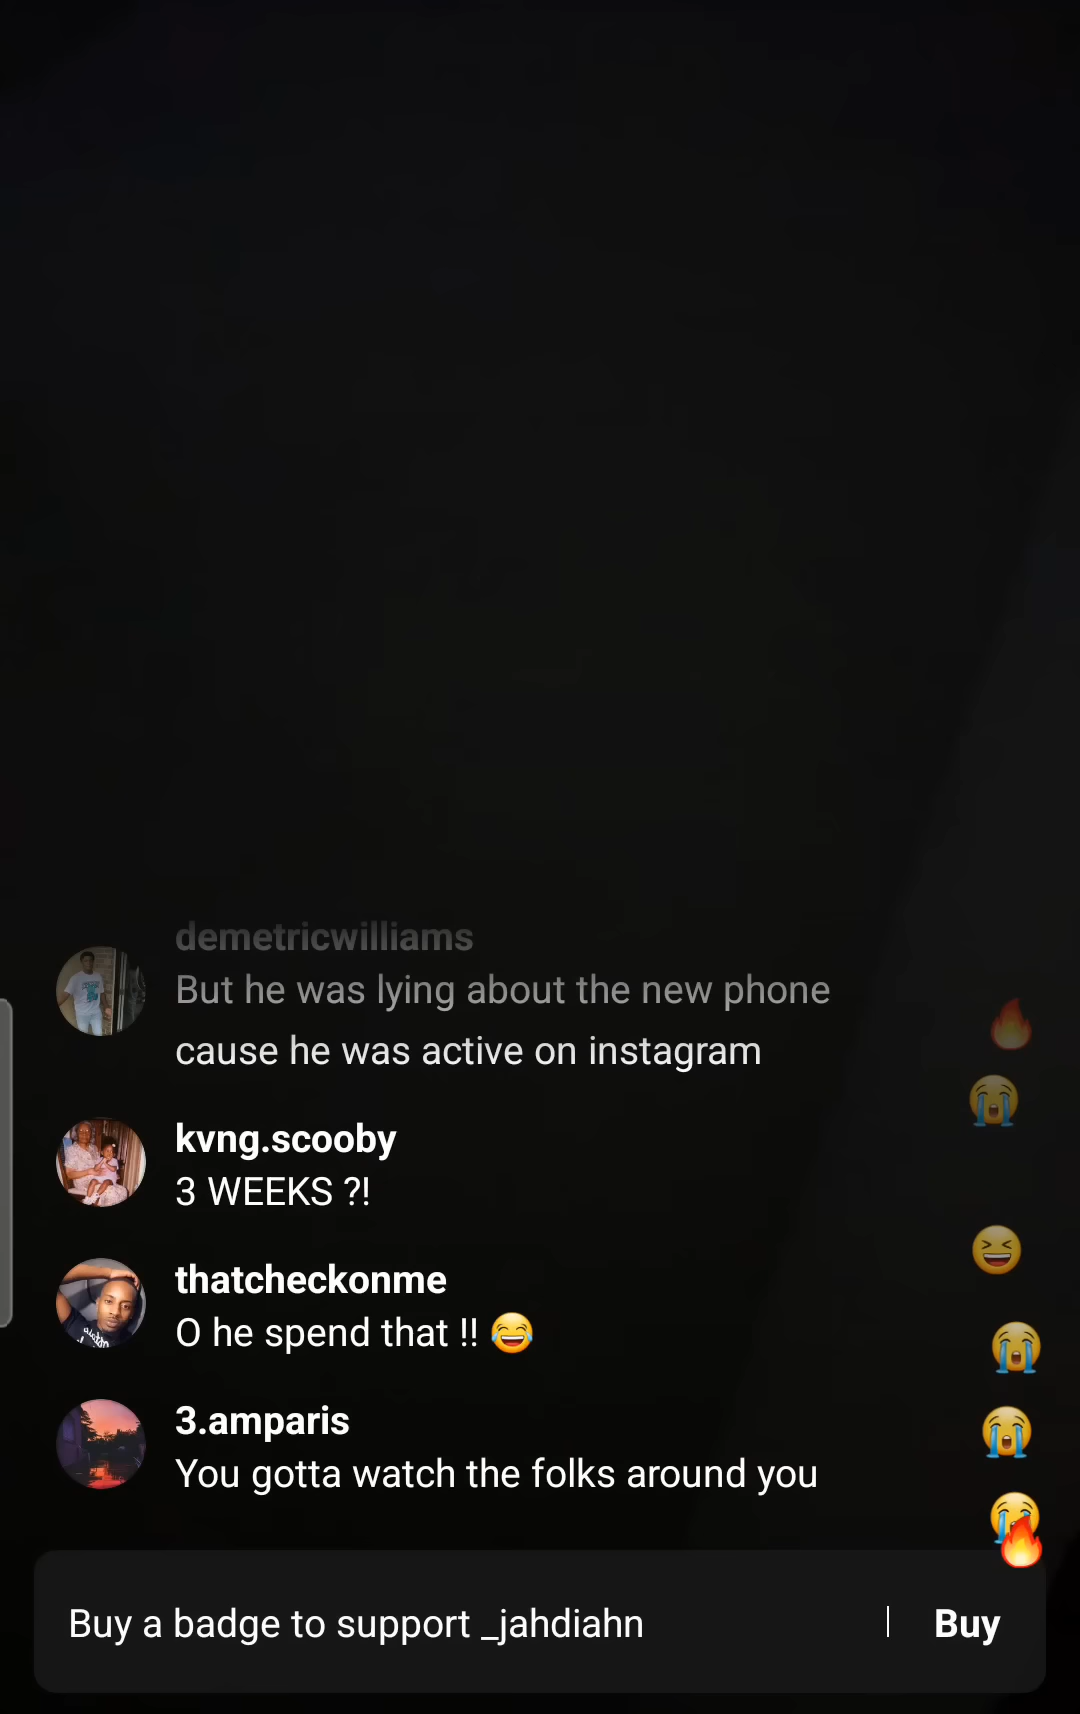 demetricwilliams
But he was lying about the new phone
cause he was active on instagram
kvng.scooby
3 WEEKS ?!
thatcheckonme
O he spend that !! 😂
3.amparis
You gotta watch the folks around you
Buy a badge to support _jahdiahn | Buy